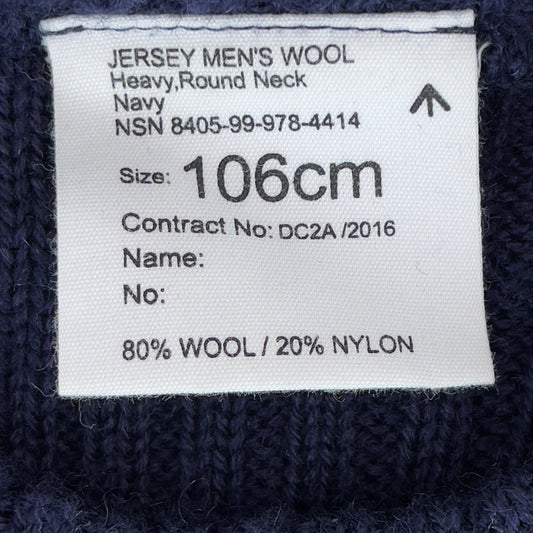 JERSEY MEN'S WOOL
Heavy,Round Neck
Navy
NSN 8405-99-978-4414
Size: 106cm
Contract No: DC2A /2016
Name:
No:
80% WOOL / 20% NYLON